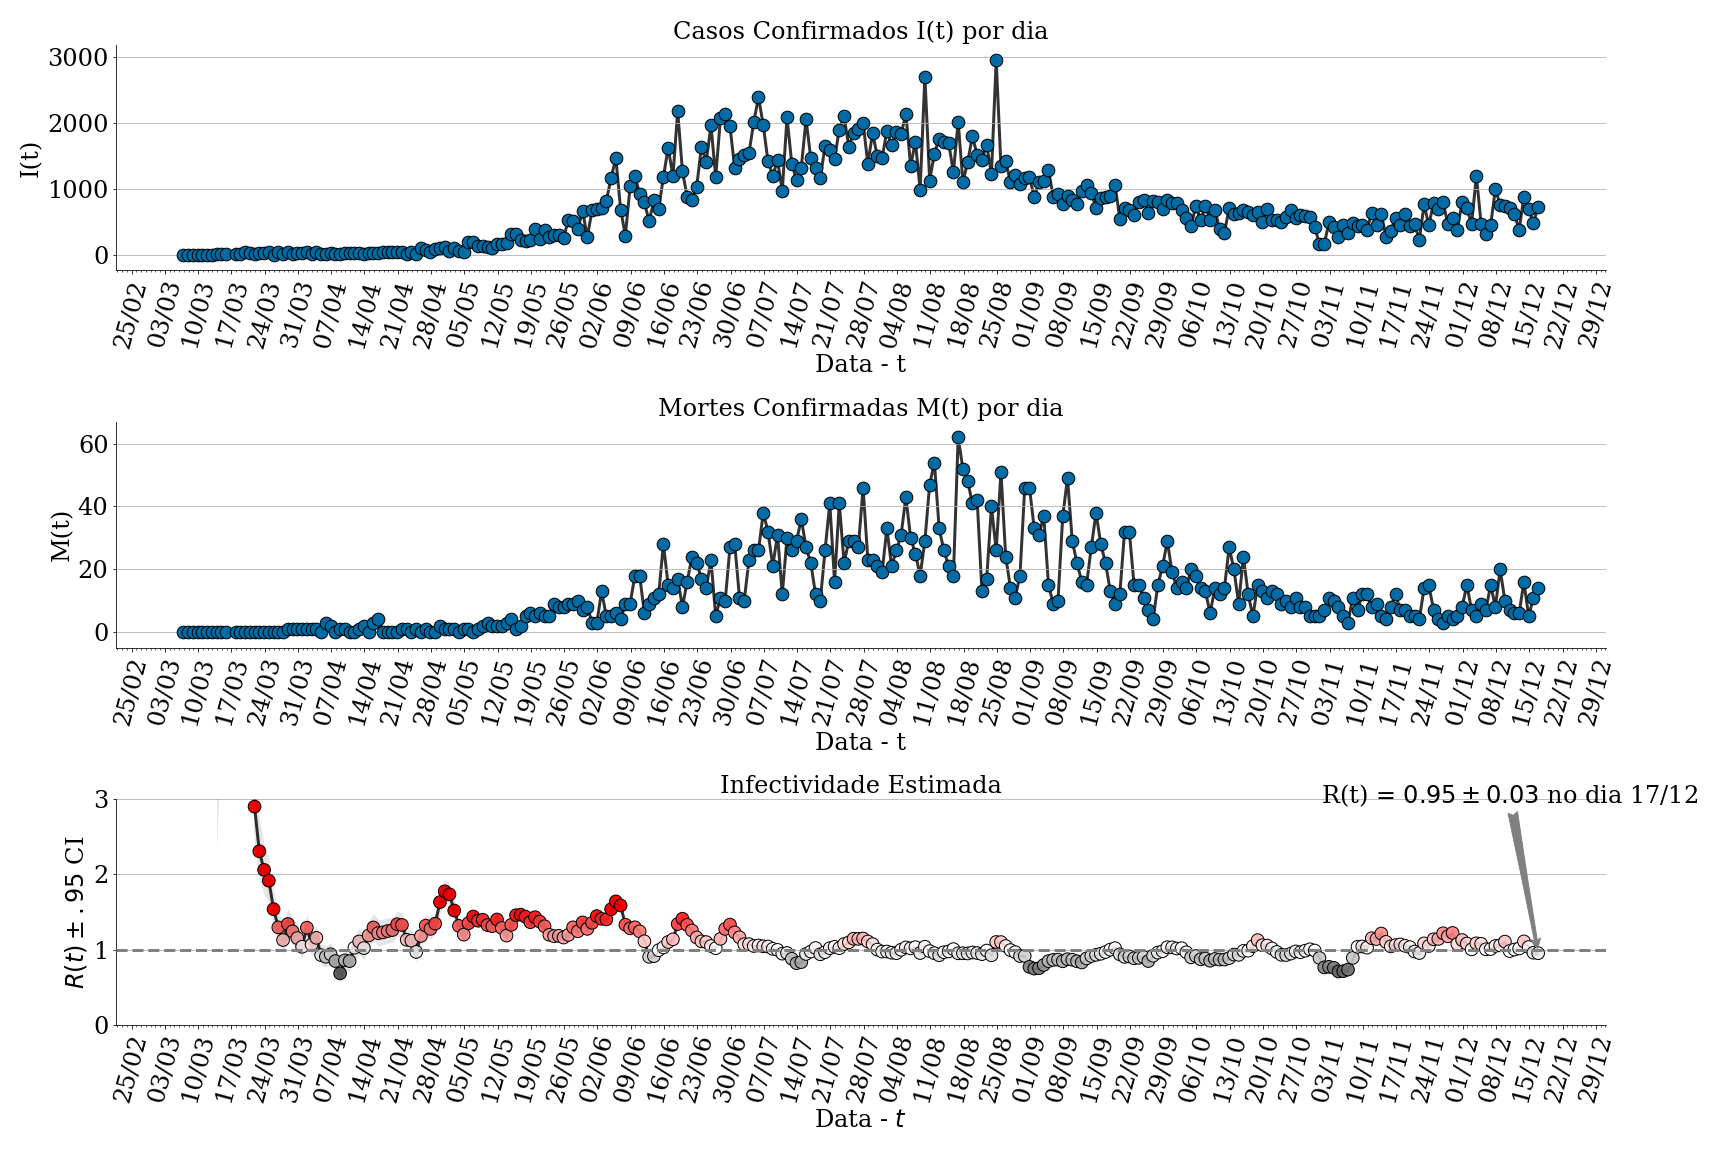 Casos Confirmados I(t) por dia
3000
2000
1000
0
I(t)
25/02 03/03 10/03 17/03 24/03 31/03 07/04 14/04 21/04 28/04 05/05 12/05 19/05 26/05 02/06 09/06 16/06 23/06 30/06 07/07 14/07 21/07 28/07 04/08 11/08 18/08 25/08 01/09 08/09 15/09 22/09 29/09 06/10 13/10 20/10 27/10 03/11 10/11 17/11 24/11 01/12 08/12 15/12 22/12 29/12
Data - t
Mortes Confirmadas M(t) por dia
60
40
20
0
M(t)
25/02 03/03 10/03 17/03 24/03 31/03 07/04 14/04 21/04 28/04 05/05 12/05 19/05 26/05 02/06 09/06 16/06 23/06 30/06 07/07 14/07 21/07 28/07 04/08 11/08 18/08 25/08 01/09 08/09 15/09 22/09 29/09 06/10 13/10 20/10 27/10 03/11 10/11 17/11 24/11 01/12 08/12 15/12 22/12 29/12
Data - t
Infectividade Estimada
R(t) = 0.95 ± 0.03 no dia 17/12
3
2
1
0
R(t) ± .95 CI
25/02 03/03 10/03 17/03 24/03 31/03 07/04 14/04 21/04 28/04 05/05 12/05 19/05 26/05 02/06 09/06 16/06 23/06 30/06 07/07 14/07 21/07 28/07 04/08 11/08 18/08 25/08 01/09 08/09 15/09 22/09 29/09 06/10 13/10 20/10 27/10 03/11 10/11 17/11 24/11 01/12 08/12 15/12 22/12 29/12
Data - t